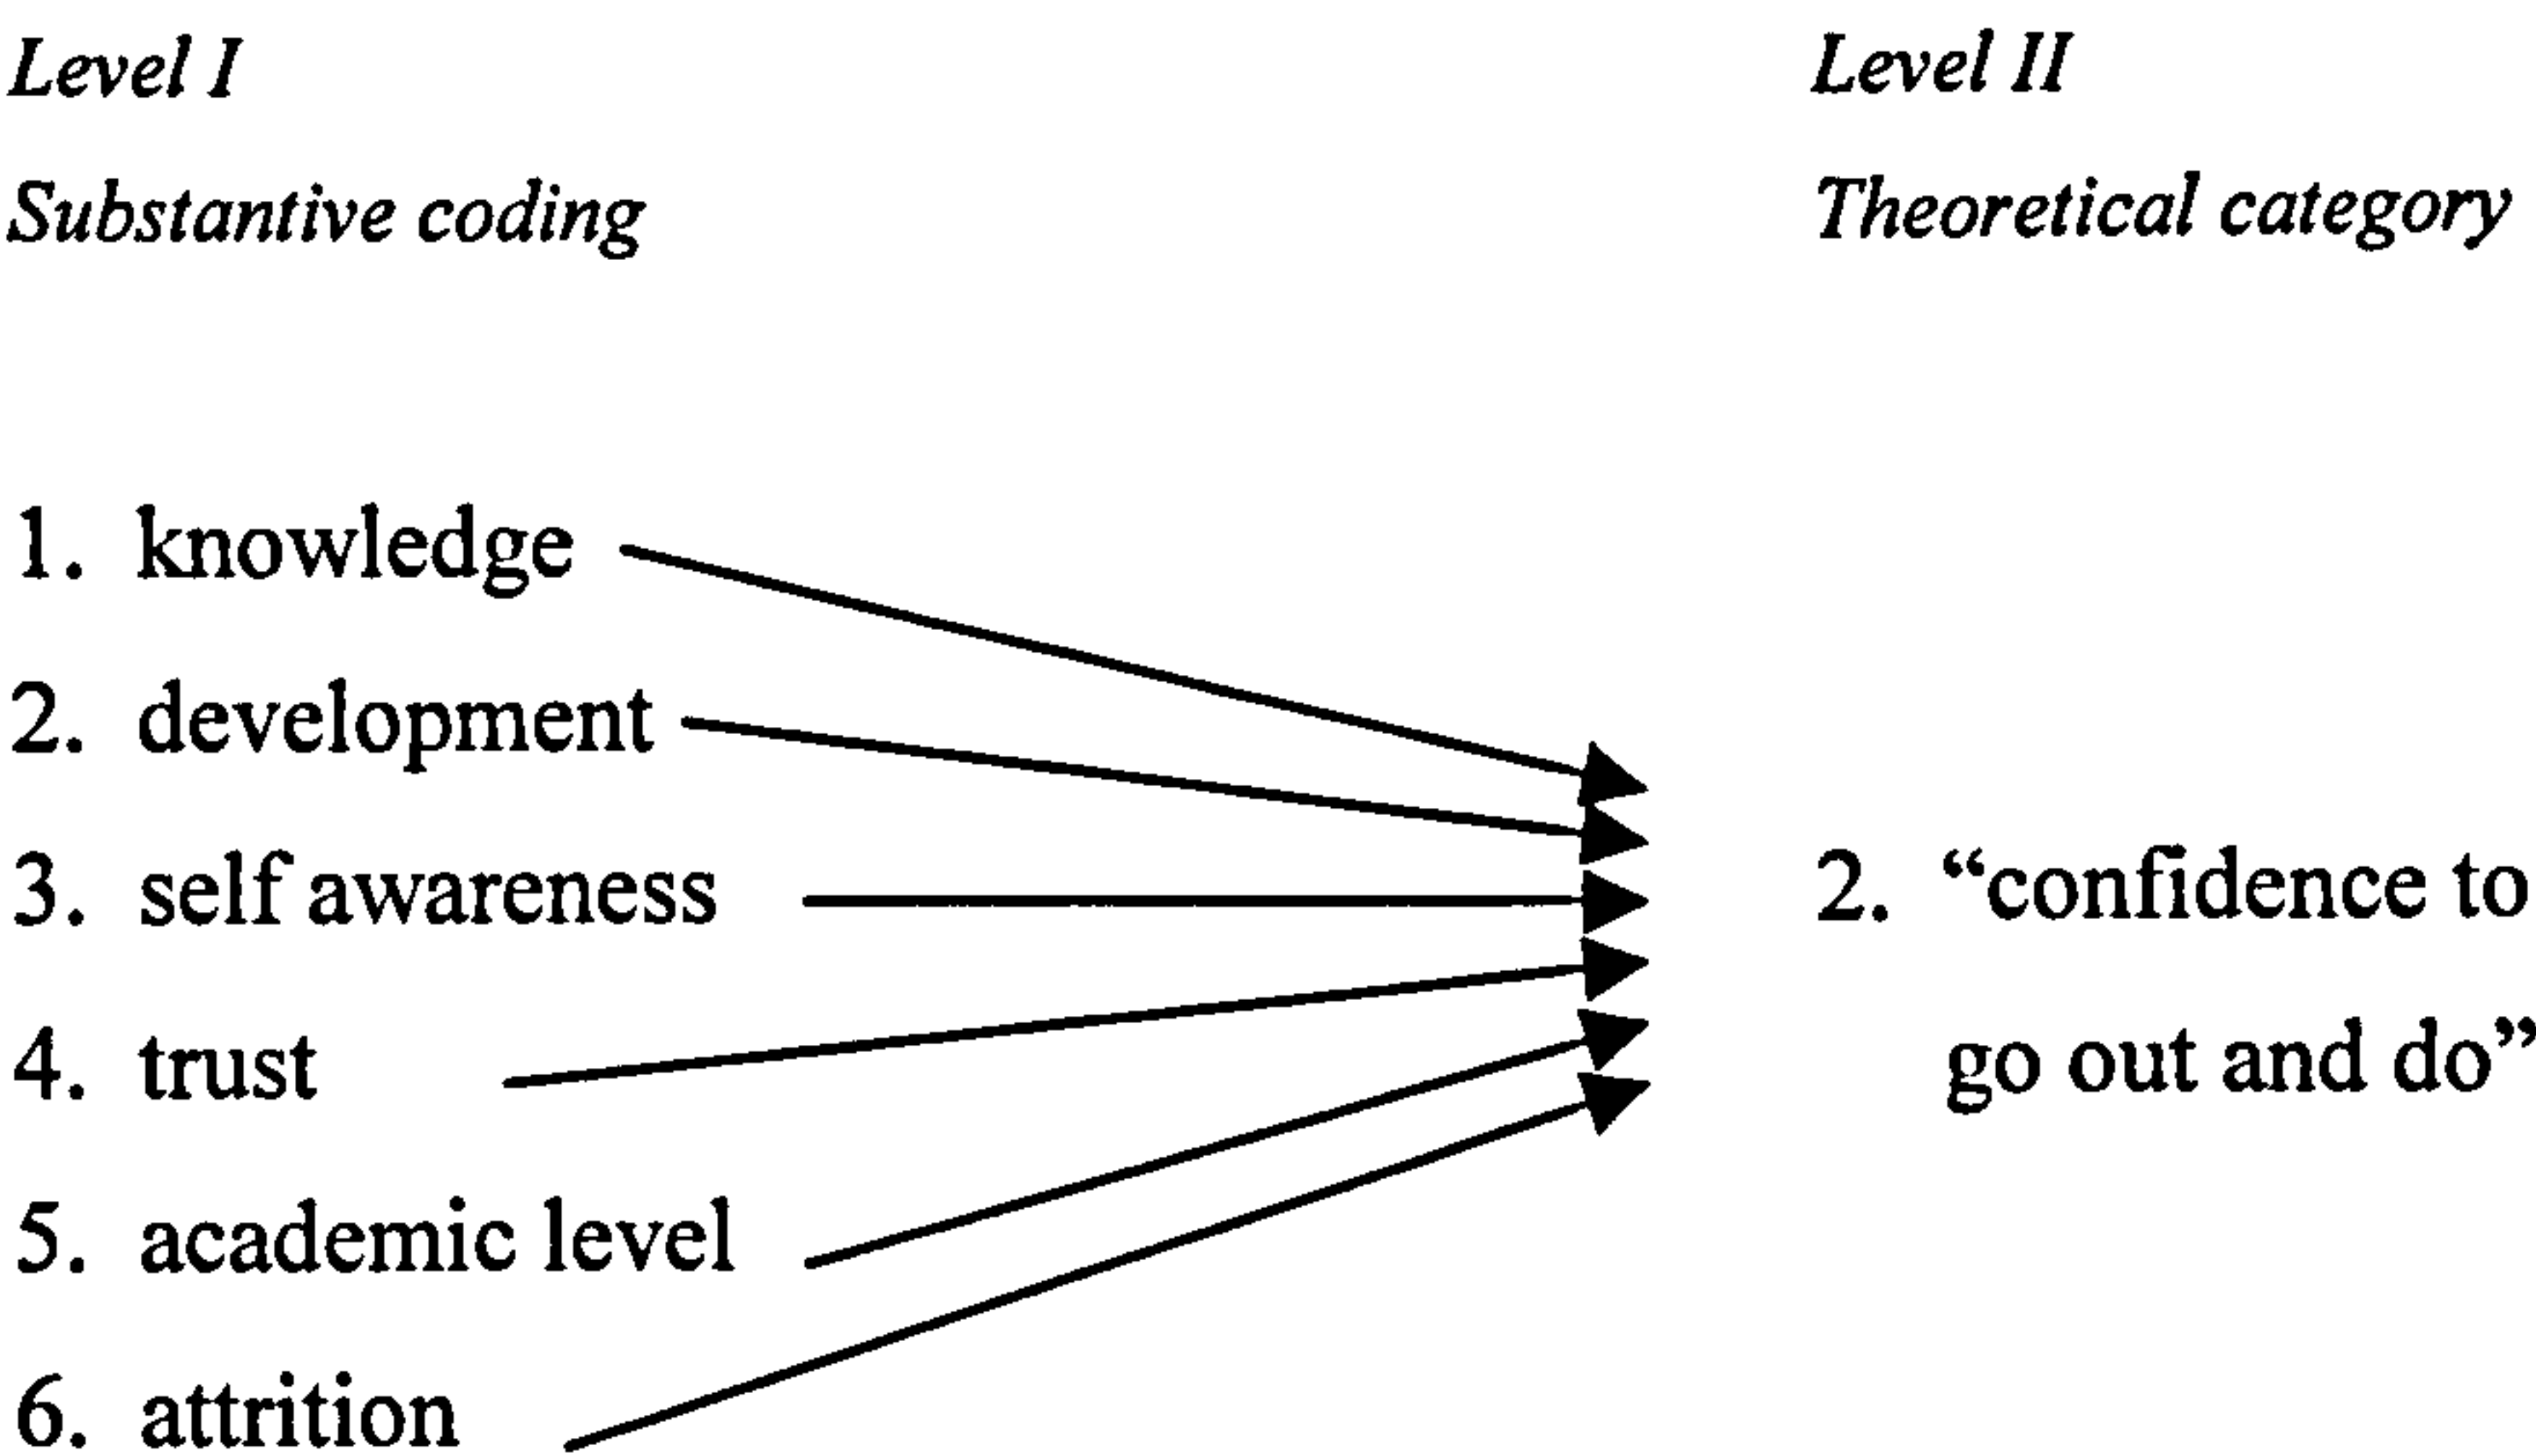 Level I
Level II
Substantive coding
Theoretical category
1. knowledge
2. development
3. self awareness
2. “confidence to
4. trust
go out and do”
5. academic level
6. attrition